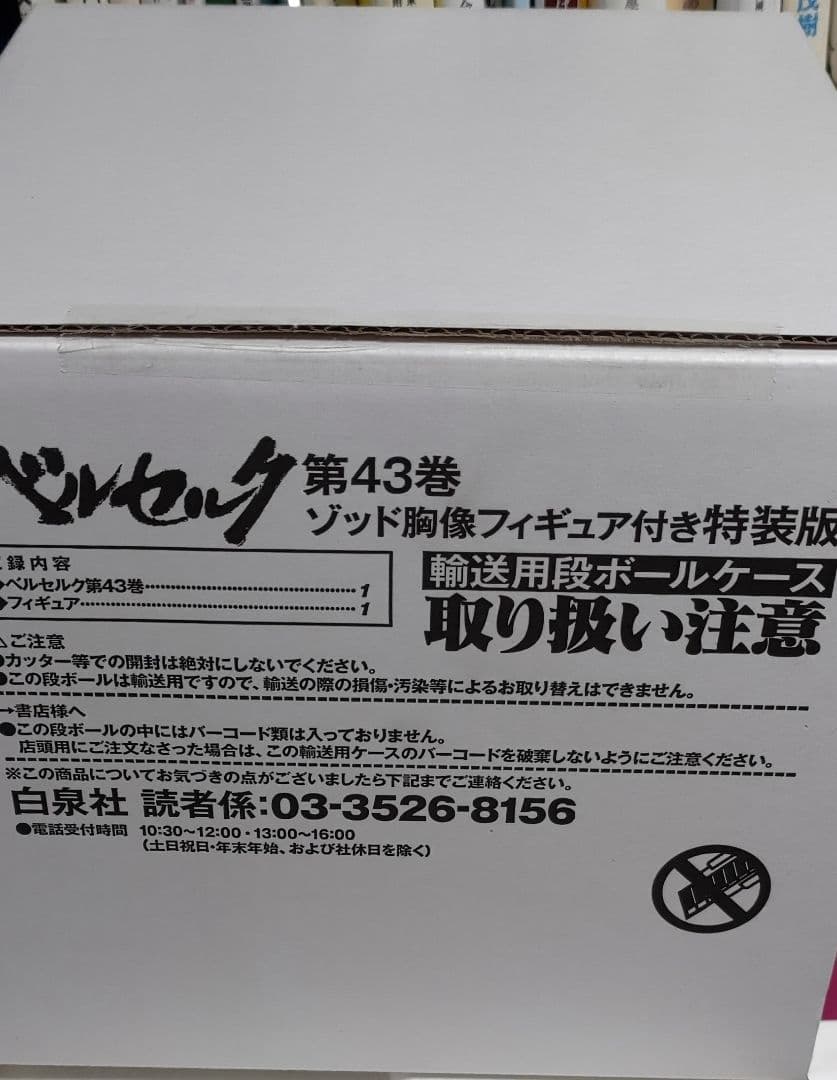 ベルセルク 第43巻
ゾッド胸像フィギュア付き特装版
録内容
◆ベルセルク第43巻 1
◆フィギュア 1
輸送用段ボールケース
取り扱い注意
⚠ご注意
●カッター等での開封は絶対にしないでください。
●この段ボールは輸送用ですので、輸送の際の損傷・汚染等によるお取り替えはできません。
→書店様へ
●この段ボールの中にはバーコード類は入っておりません。
店頭用にご注文なさった場合は、この輸送用ケースのバーコードを破棄しないようにご注意ください。
※この商品についてお気づきの点がございましたら下記までご連絡ください。
白泉社 読者係:03-3526-8156
●電話受付時間 10:30~12:00・13:00~16:00
(土日祝日・年末年始、および社休日を除く)